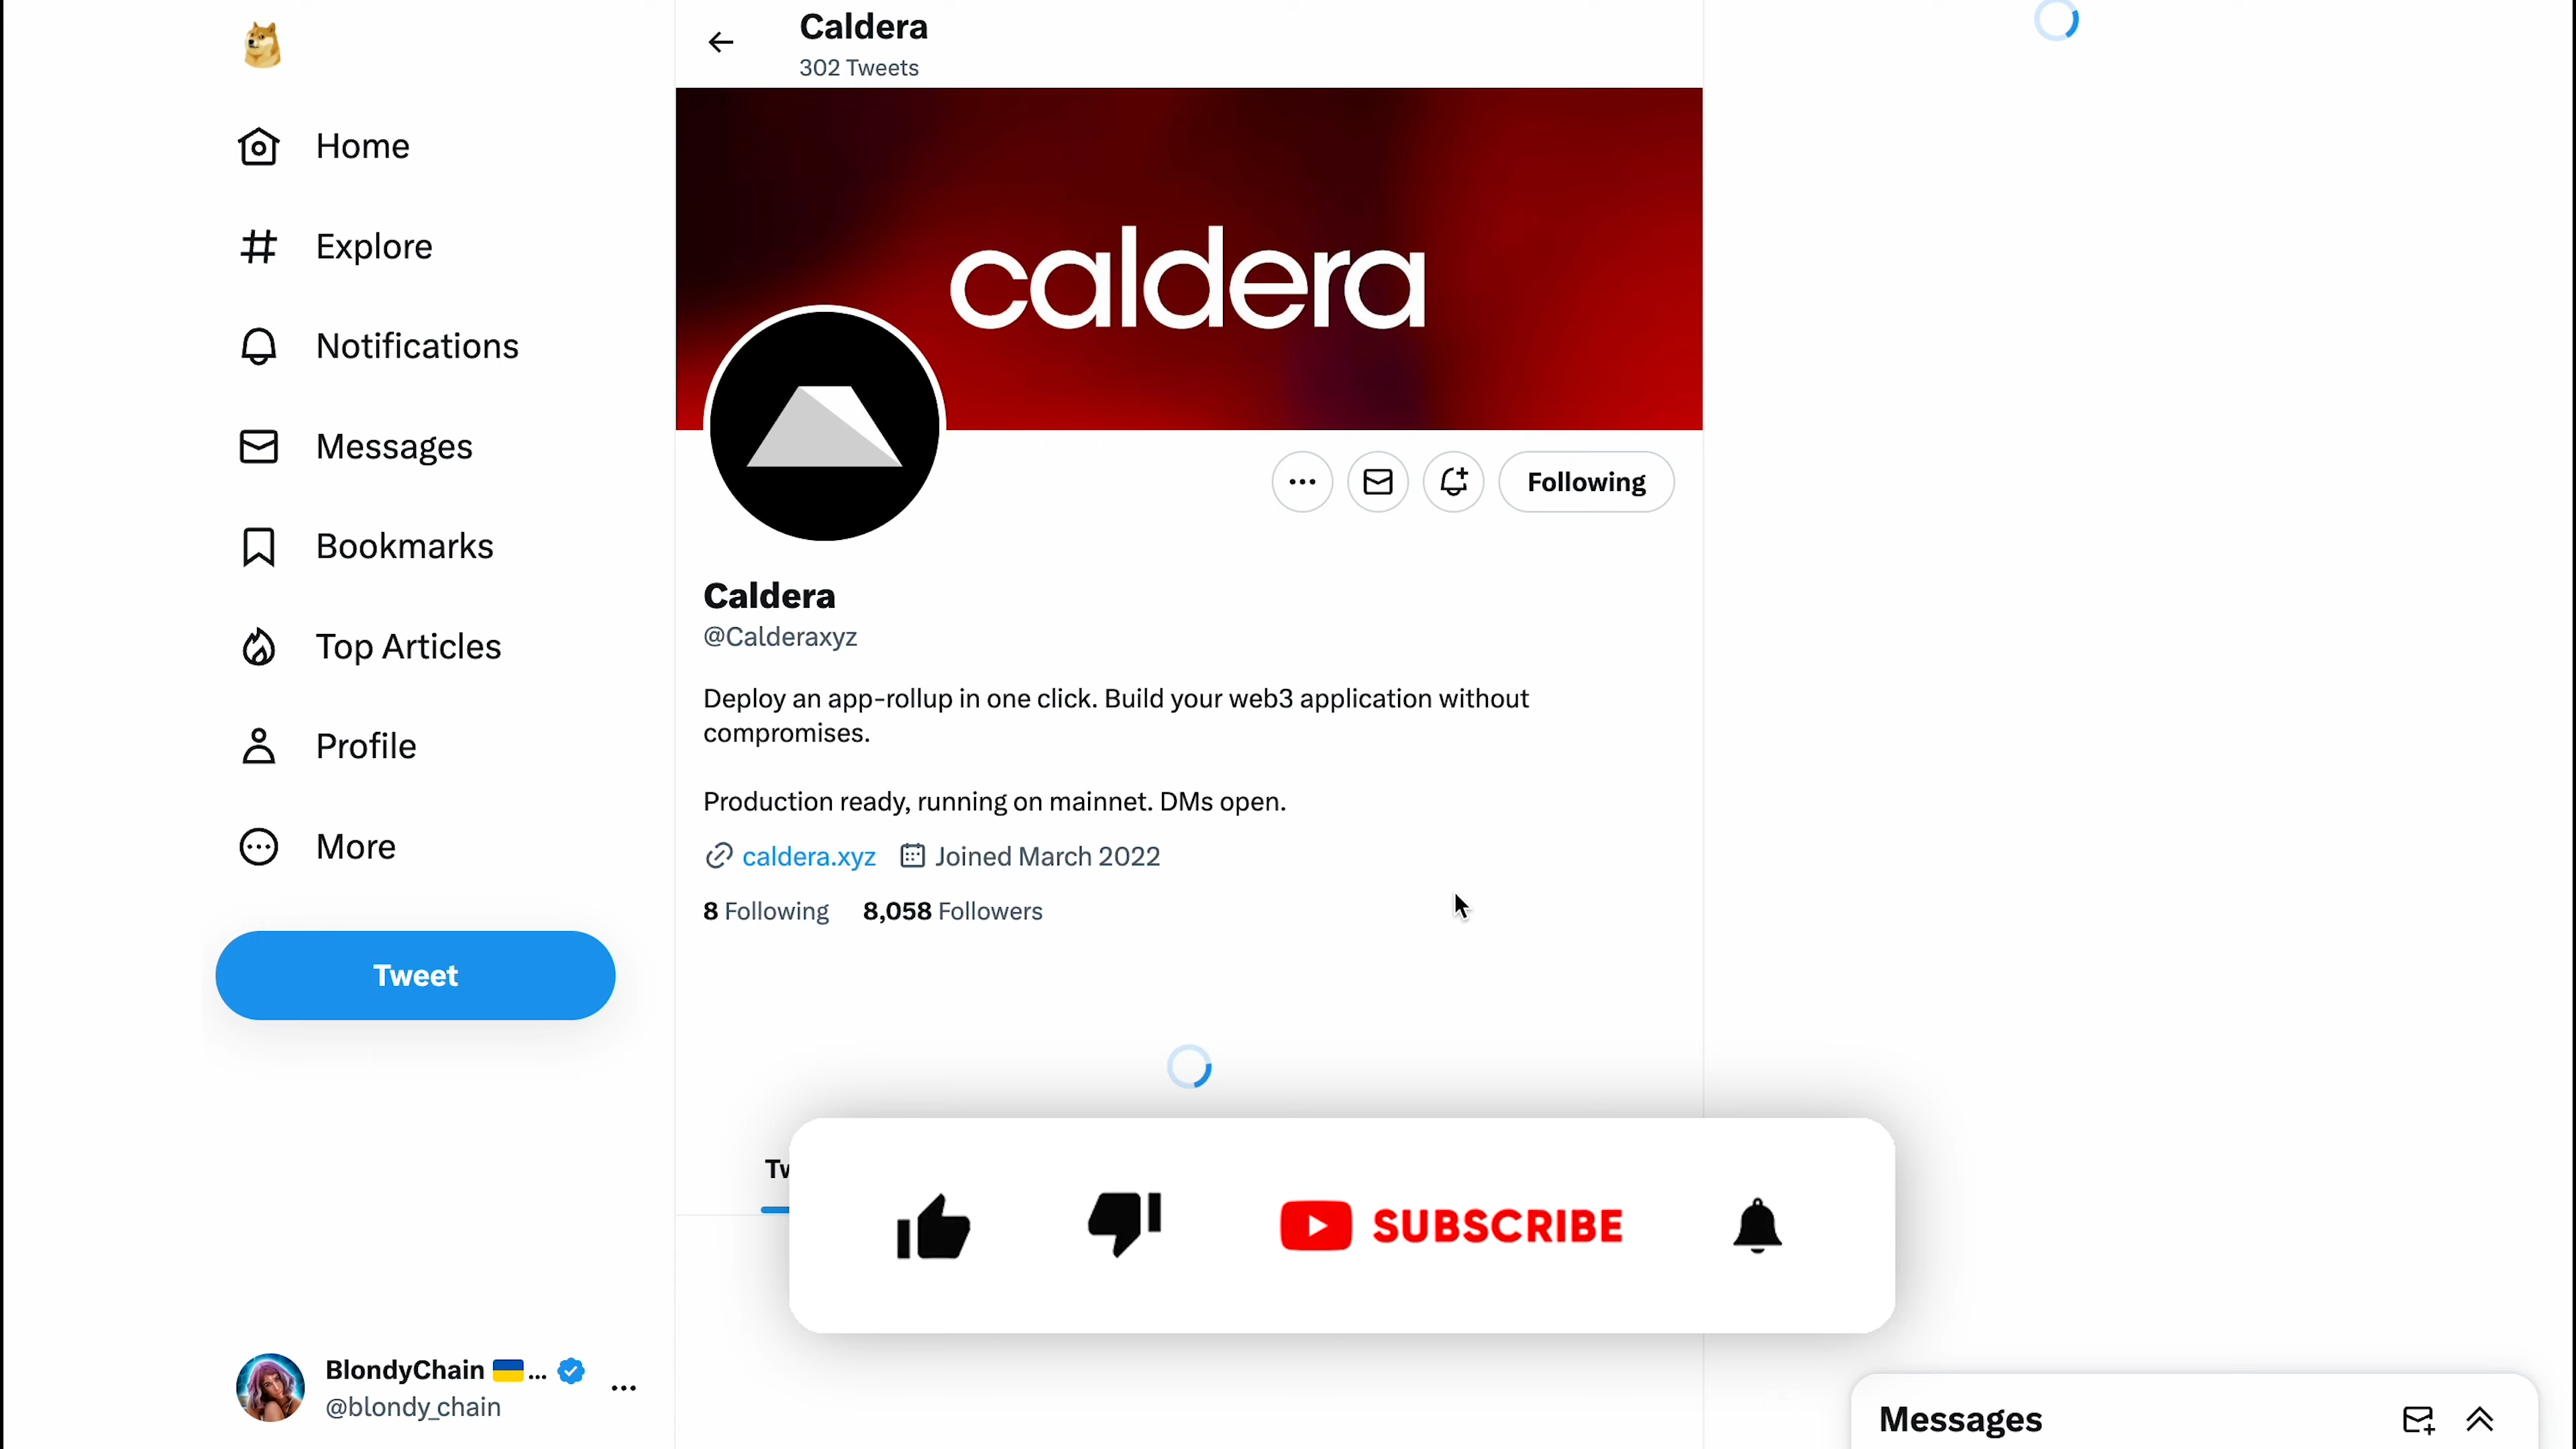 Caldera
302 Tweets
Home
Explore
Notifications
Messages
Bookmarks
Top Articles
Profile
More
Tweet
BlondyChain 🇺🇦...
@blondy_chain
caldera
Following
Caldera
@Calderaxyz
Deploy an app-rollup in one click. Build your web3 application without
compromises.
Production ready, running on mainnet. DMs open.
caldera.xyz Joined March 2022
8 Following 8,058 Followers
Tw
SUBSCRIBE
Messages